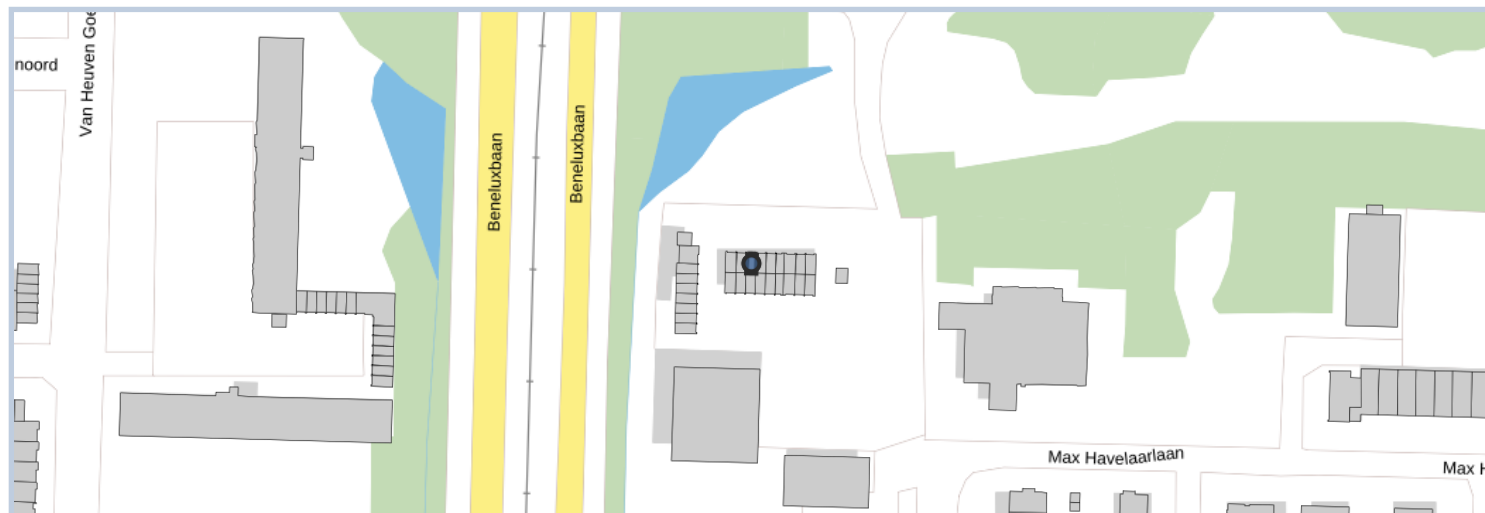 noord
Van Heuven Goe
Beneluxbaan
Beneluxbaan
Max Havelaarlaan
Max H